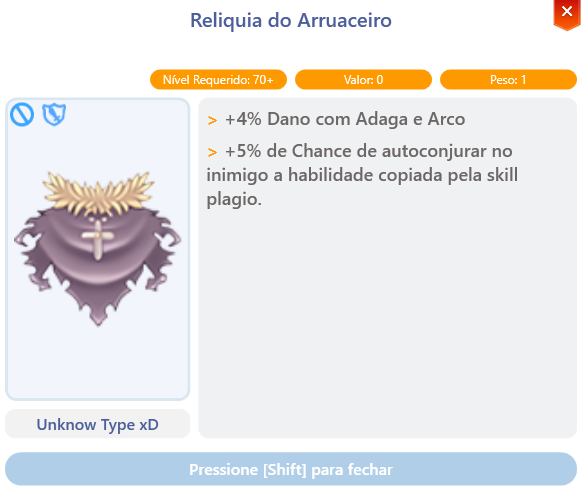 Reliquia do Arruaceiro
Nível Requerido: 70+
Valor: 0
Peso: 1
> +4% Dano com Adaga e Arco
> +5% de Chance de autoconjurar no
inimigo a habilidade copiada pela skill
plagio.
Unknow Type xD
Pressione [Shift] para fechar